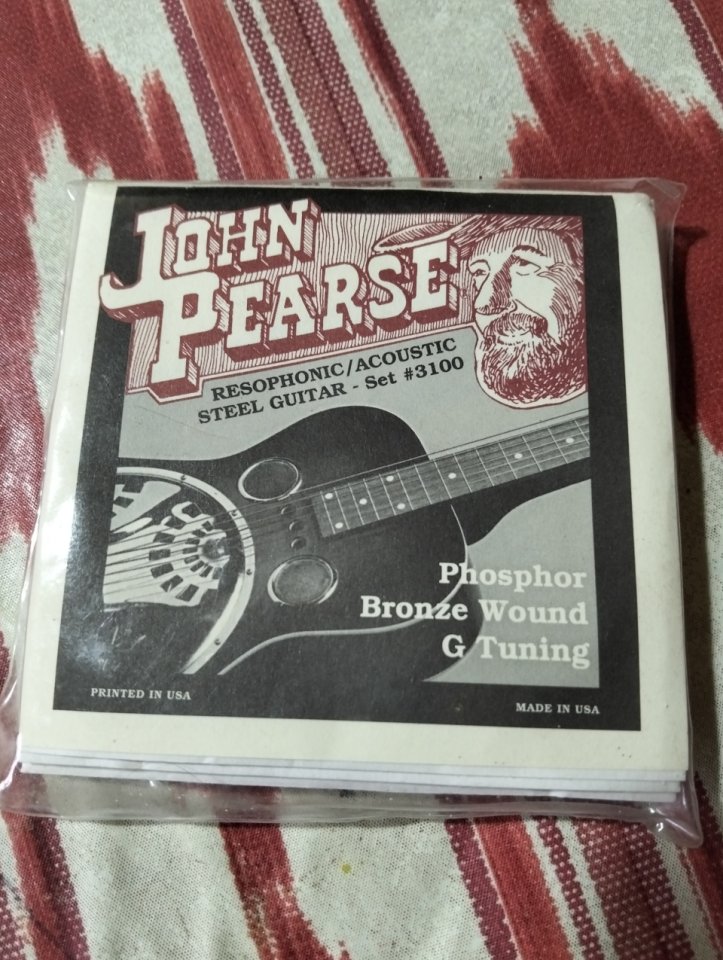 JOHN
PEARSE
RESOPHONIC/ACOUSTIC
STEEL GUITAR - Set #3100
Phosphor
Bronze Wound
G Tuning
PRINTED IN USA
MADE IN USA